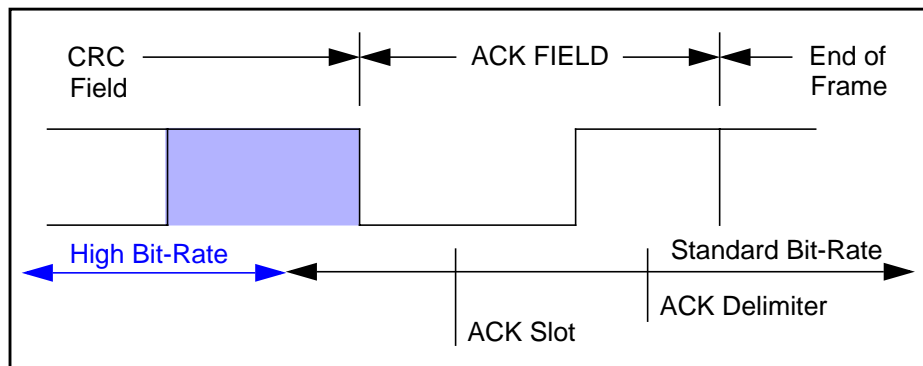 CRC
Field
ACK FIELD
End of
Frame
High Bit-Rate
Standard Bit-Rate
ACK Slot
ACK Delimiter